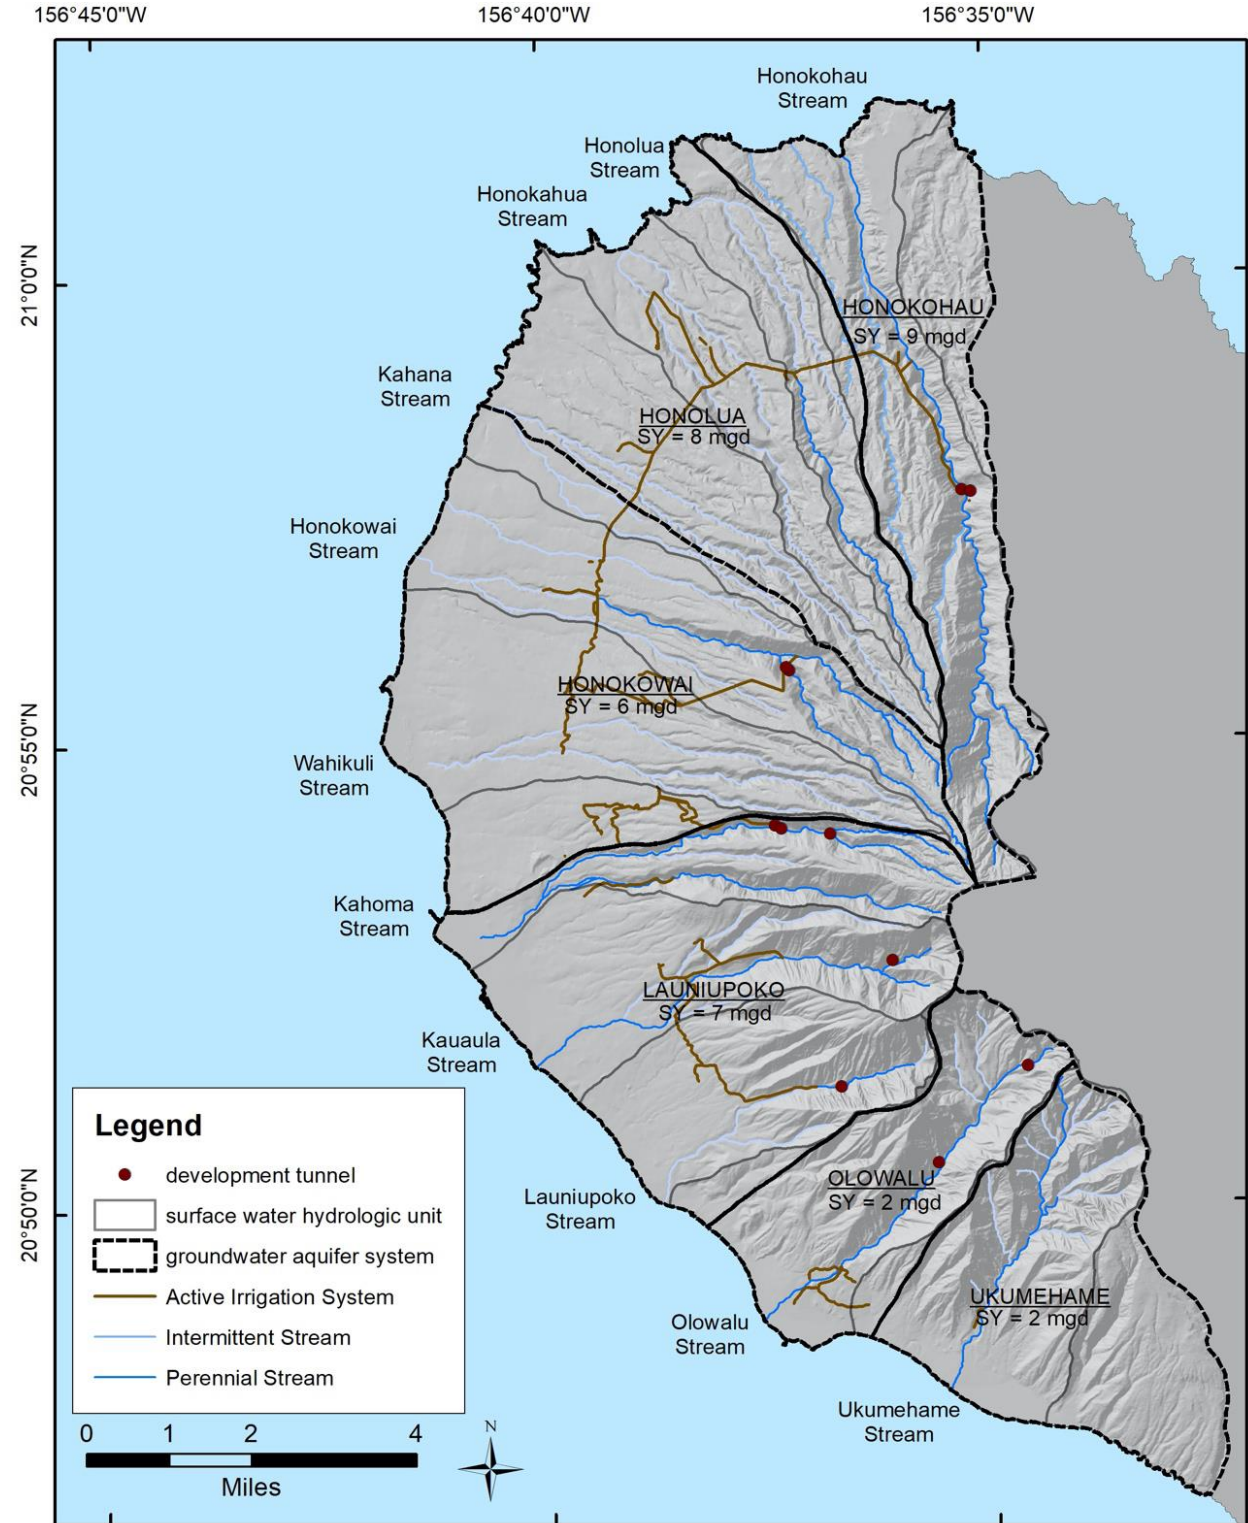 156°45'0"W
156°40'0"W
156°35'0"W
Honokohau
Stream
Honolua
Stream
Honokahua
Stream
21°0'0"N
HONOKOHAU
SY = 9 mgd
Kahana
Stream
HONOLUA
SY = 8 mgd
Honokowai
Stream
HONOKOWAI
SY = 6 mgd
20°55'0"N
Wahikuli
Stream
Kahoma
Stream
LAUNIUPOKO
SY = 7 mgd
Kauaula
Stream
Legend
development tunnel
surface water hydrologic unit
groundwater aquifer system
Active Irrigation System
Intermittent Stream
Perennial Stream
20°50'0"N
OLOWALU
SY = 2 mgd
Launiupoko
Stream
UKUMEHAME
SY = 2 mgd
Olowalu
Stream
Ukumehame
Stream
0 1 2 4
Miles
N